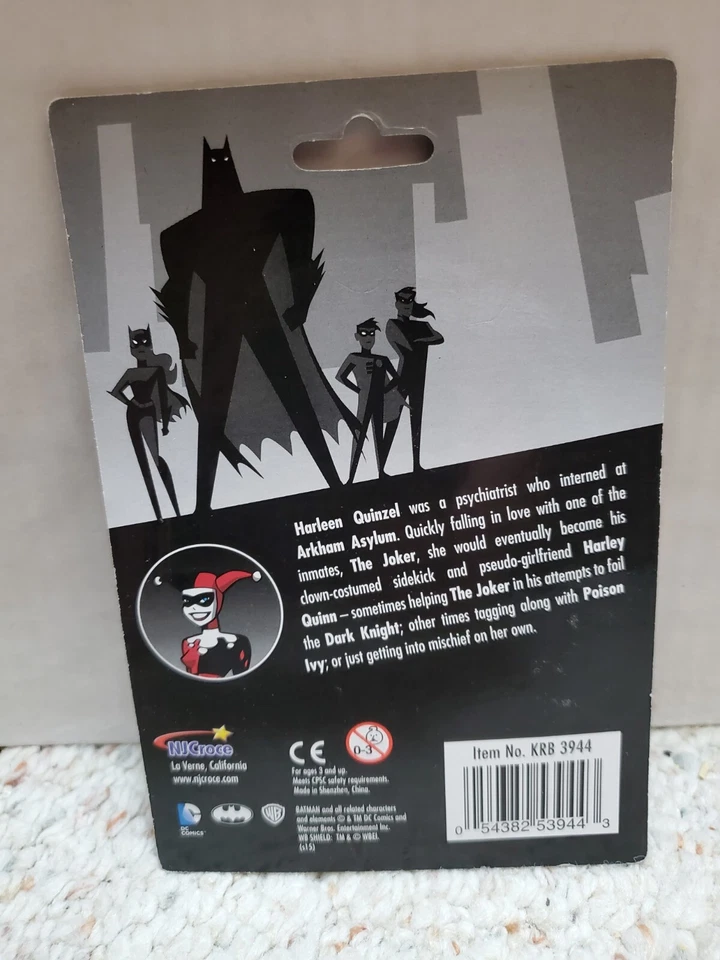 Harleen Quinzel was a psychiatrist who interned at
Arkham Asylum. Quickly falling in love with one of the
inmates, The Joker, she would eventually become his
clown-costumed sidekick and pseudo-girlfriend Harley
Quinn – sometimes helping The Joker in his attempts to foil
the Dark Knight; other times tagging along with Poison
Ivy; or just getting into mischief on her own.
NJCroce
La Verne, California
www.njcroce.com
CE
0-3
For ages 3 and up.
Meets CPSC safety requirements.
Made in Shenzhen, China.
DC
COMICS™
WB
BATMAN and all related characters
and elements © & TM DC Comics and
Warner Bros. Entertainment Inc.
WB SHIELD: TM & © WBEI.
(s15)
Item No. KRB 3944
0 54382 53944 3